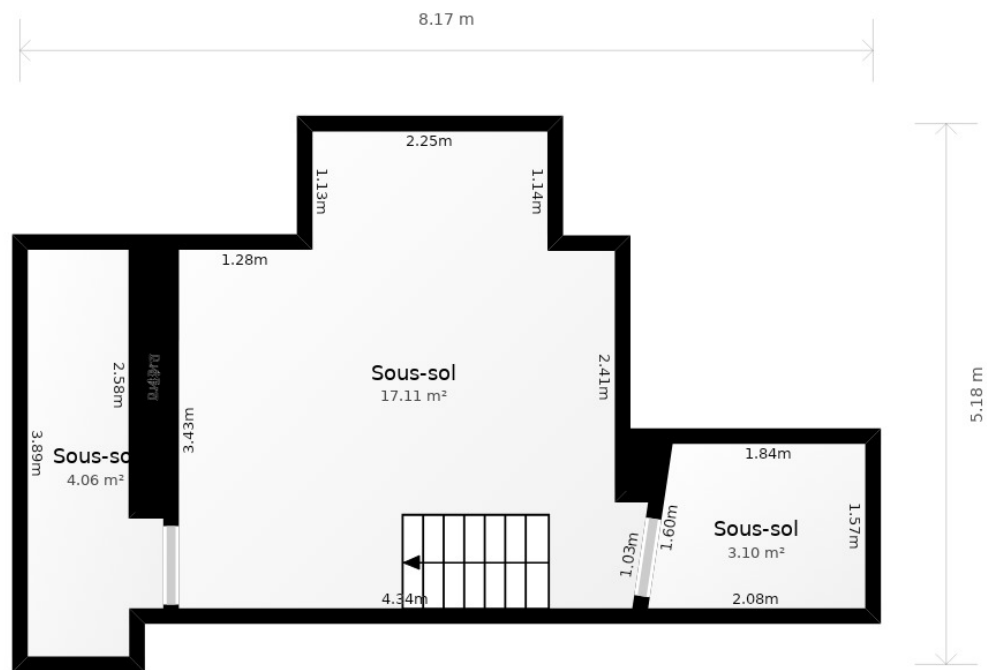 8.17 m
2.25m
1.13m
1.14m
1.28m
5.18 m
2.58m
2.41m
Sous-sol
17.11 m²
3.89m
3.43m
Sous-so
4.06 m²
1.84m
1.60m
1.57m
Sous-sol
3.10 m²
1.03m
4.34m
2.08m